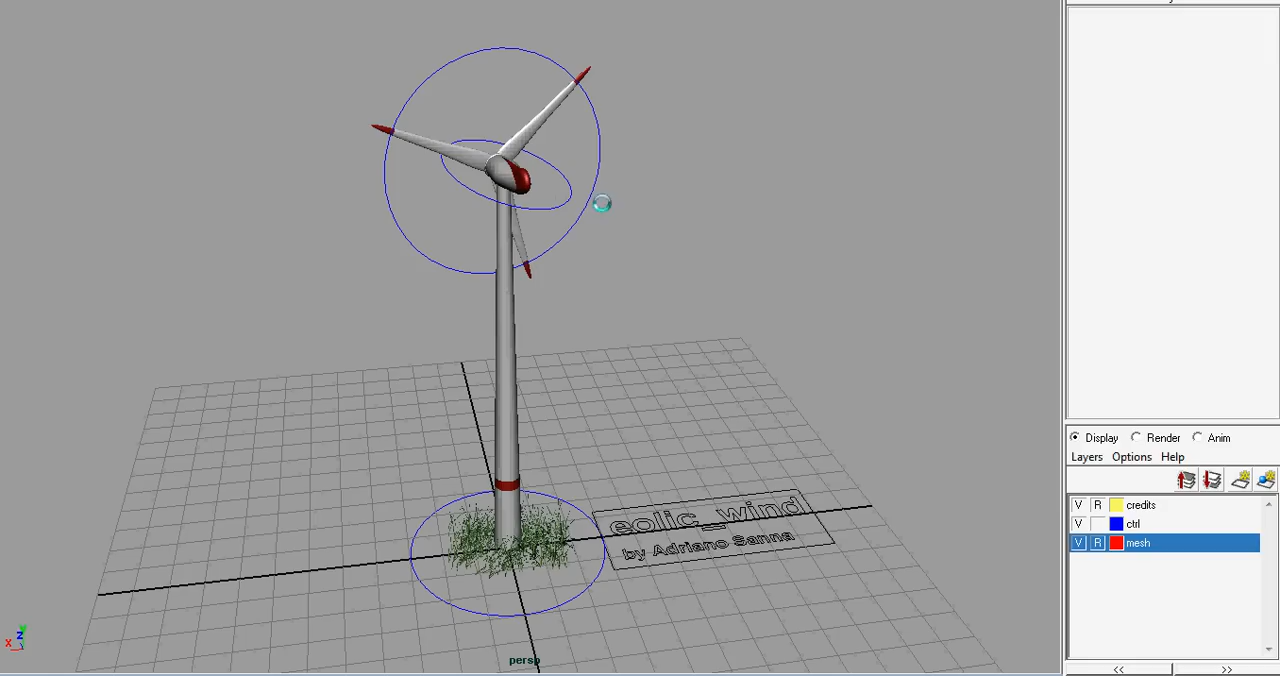 Display Render Anim
Layers Options Help
V R credits
V ctrl
V R mesh
eolic_wind
by Adriano Sanna
persp
Y
Z
X
<< >>